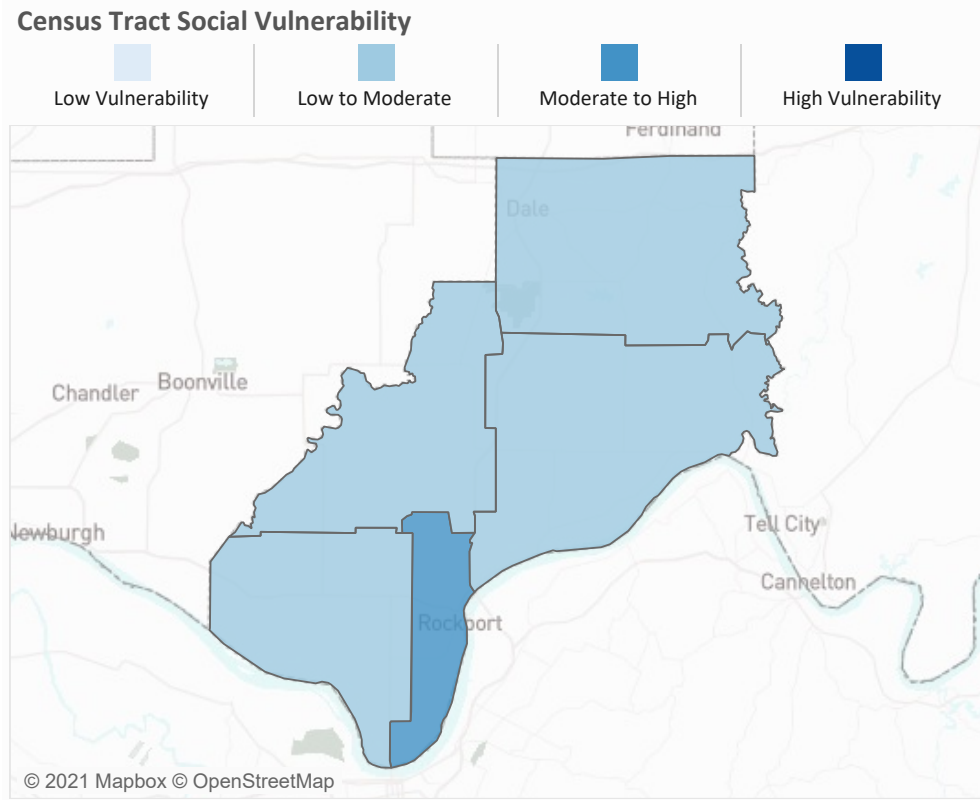 Census Tract Social Vulnerability
Low Vulnerability
Low to Moderate
Moderate to High
High Vulnerability
Ferdinand
Dale
Chandler
Boonville
Newburgh
Tell City
Cannelton
Rockport
© 2021 Mapbox © OpenStreetMap